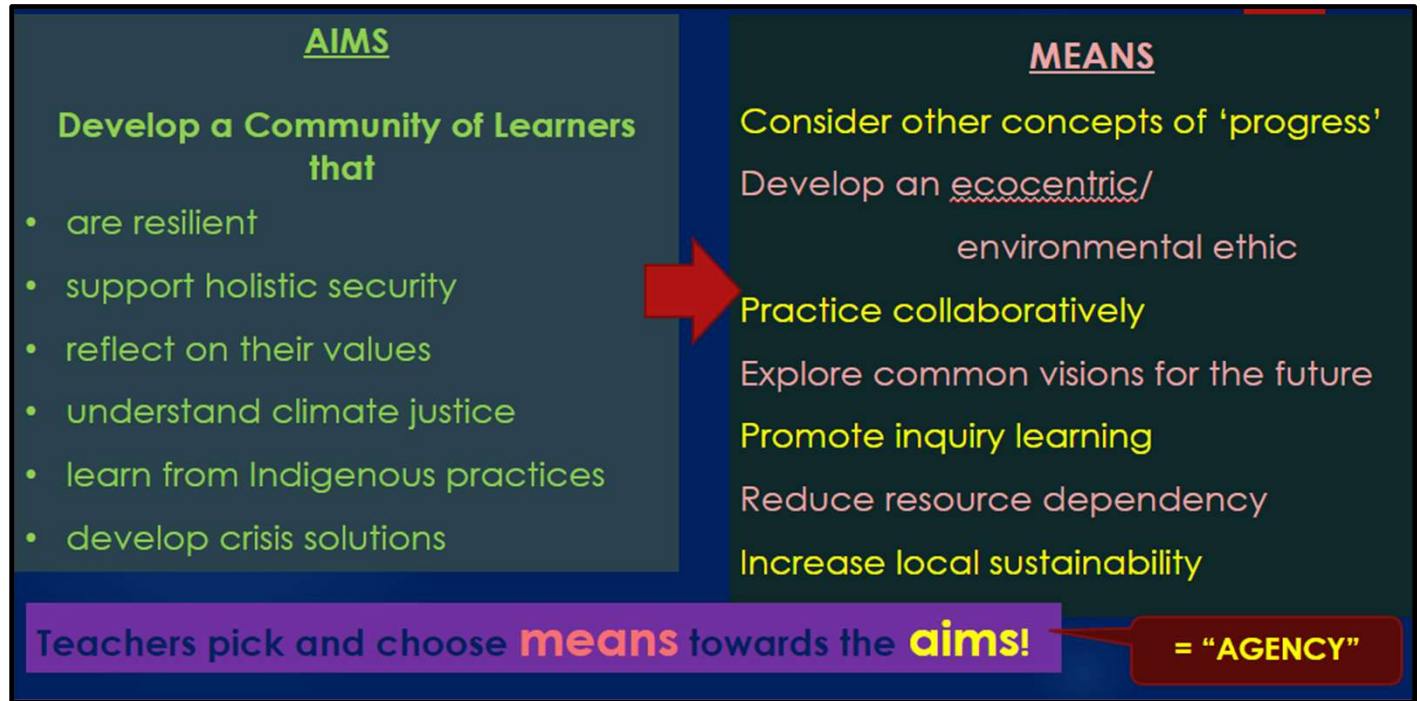 AIMS
Develop a Community of Learners
that
• are resilient
• support holistic security
• reflect on their values
• understand climate justice
• learn from Indigenous practices
• develop crisis solutions
MEANS
Consider other concepts of ‘progress’
Develop an ecocentric/
environmental ethic
Practice collaboratively
Explore common visions for the future
Promote inquiry learning
Reduce resource dependency
Increase local sustainability
Teachers pick and choose means towards the aims!
= “AGENCY”